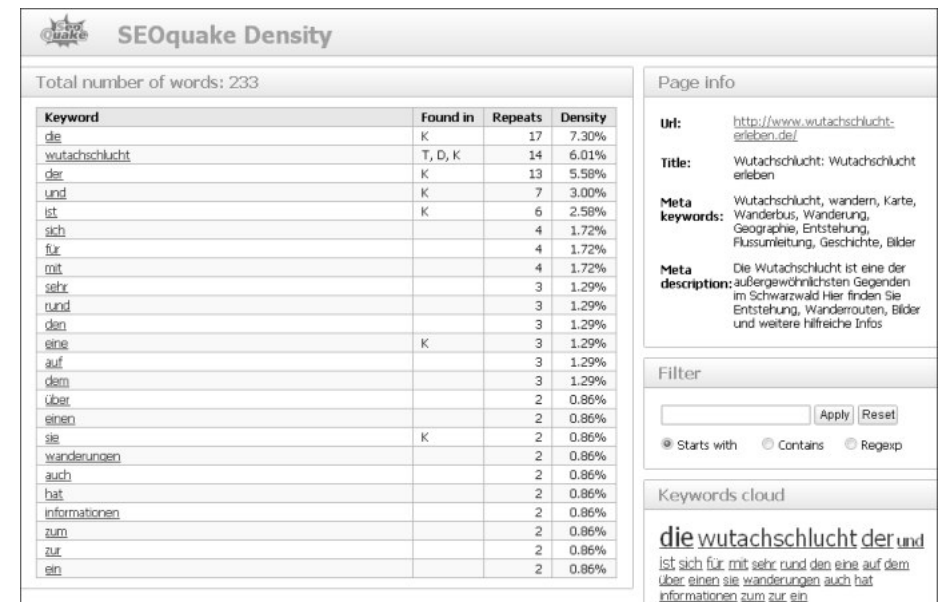 SeoQuake
SEOquake Density
Total number of words: 233
Keyword Found in Repeats Density
die K 17 7.30%
wutachschlucht T, D, K 14 6.01%
der K 13 5.58%
und K 7 3.00%
ist K 6 2.58%
sich 4 1.72%
für 4 1.72%
mit 4 1.72%
sehr 3 1.29%
rund 3 1.29%
den 3 1.29%
eine K 3 1.29%
auf 3 1.29%
dem 3 1.29%
über 2 0.86%
einen 2 0.86%
sie K 2 0.86%
wanderungen 2 0.86%
auch 2 0.86%
hat 2 0.86%
informationen 2 0.86%
zum 2 0.86%
zur 2 0.86%
ein 2 0.86%
Page info
Url: http://www.wutachschlucht-
erleben.de/
Title: Wutachschlucht: Wutachschlucht
erleben
Meta Wutachschlucht, wandern, Karte,
keywords: Wanderbus, Wanderung,
Geographie, Entstehung,
Flussumleitung, Geschichte, Bilder
Meta Die Wutachschlucht ist eine der
description: außergewöhnlichsten Gegenden
im Schwarzwald Hier finden Sie
Entstehung, Wanderrouten, Bilder
und weitere hilfreiche Infos
Filter
Apply Reset
Starts with Contains Regexp
Keywords cloud
die wutachschlucht der und
ist sich für mit sehr rund den eine auf dem
über einen sie wanderungen auch hat
informationen zum zur ein